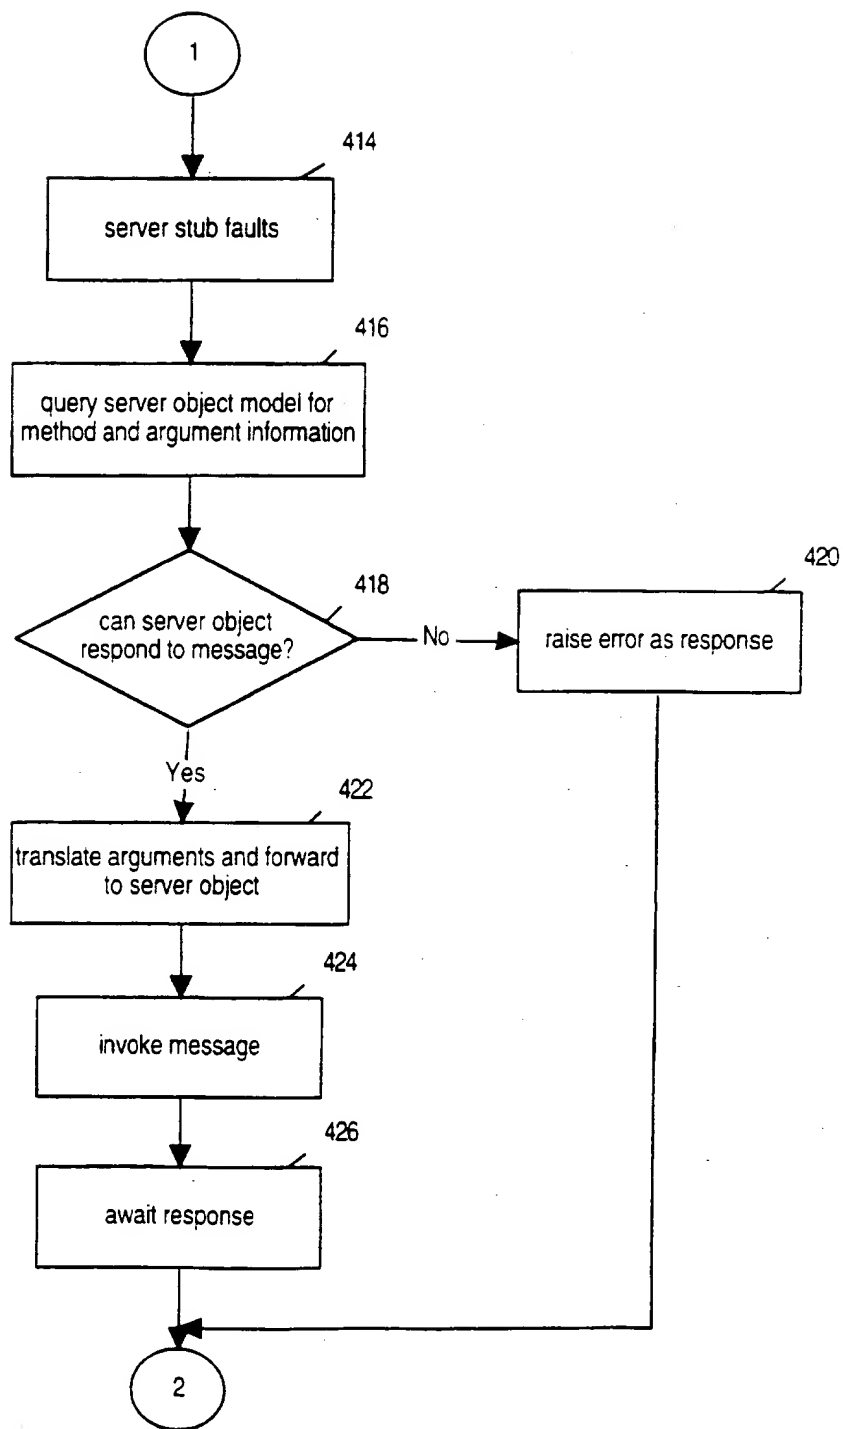 1
414
server stub faults
416
query server object model for
method and argument information
418
can server object
respond to message?
No
420
raise error as response
Yes
422
translate arguments and forward
to server object
424
invoke message
426
await response
2